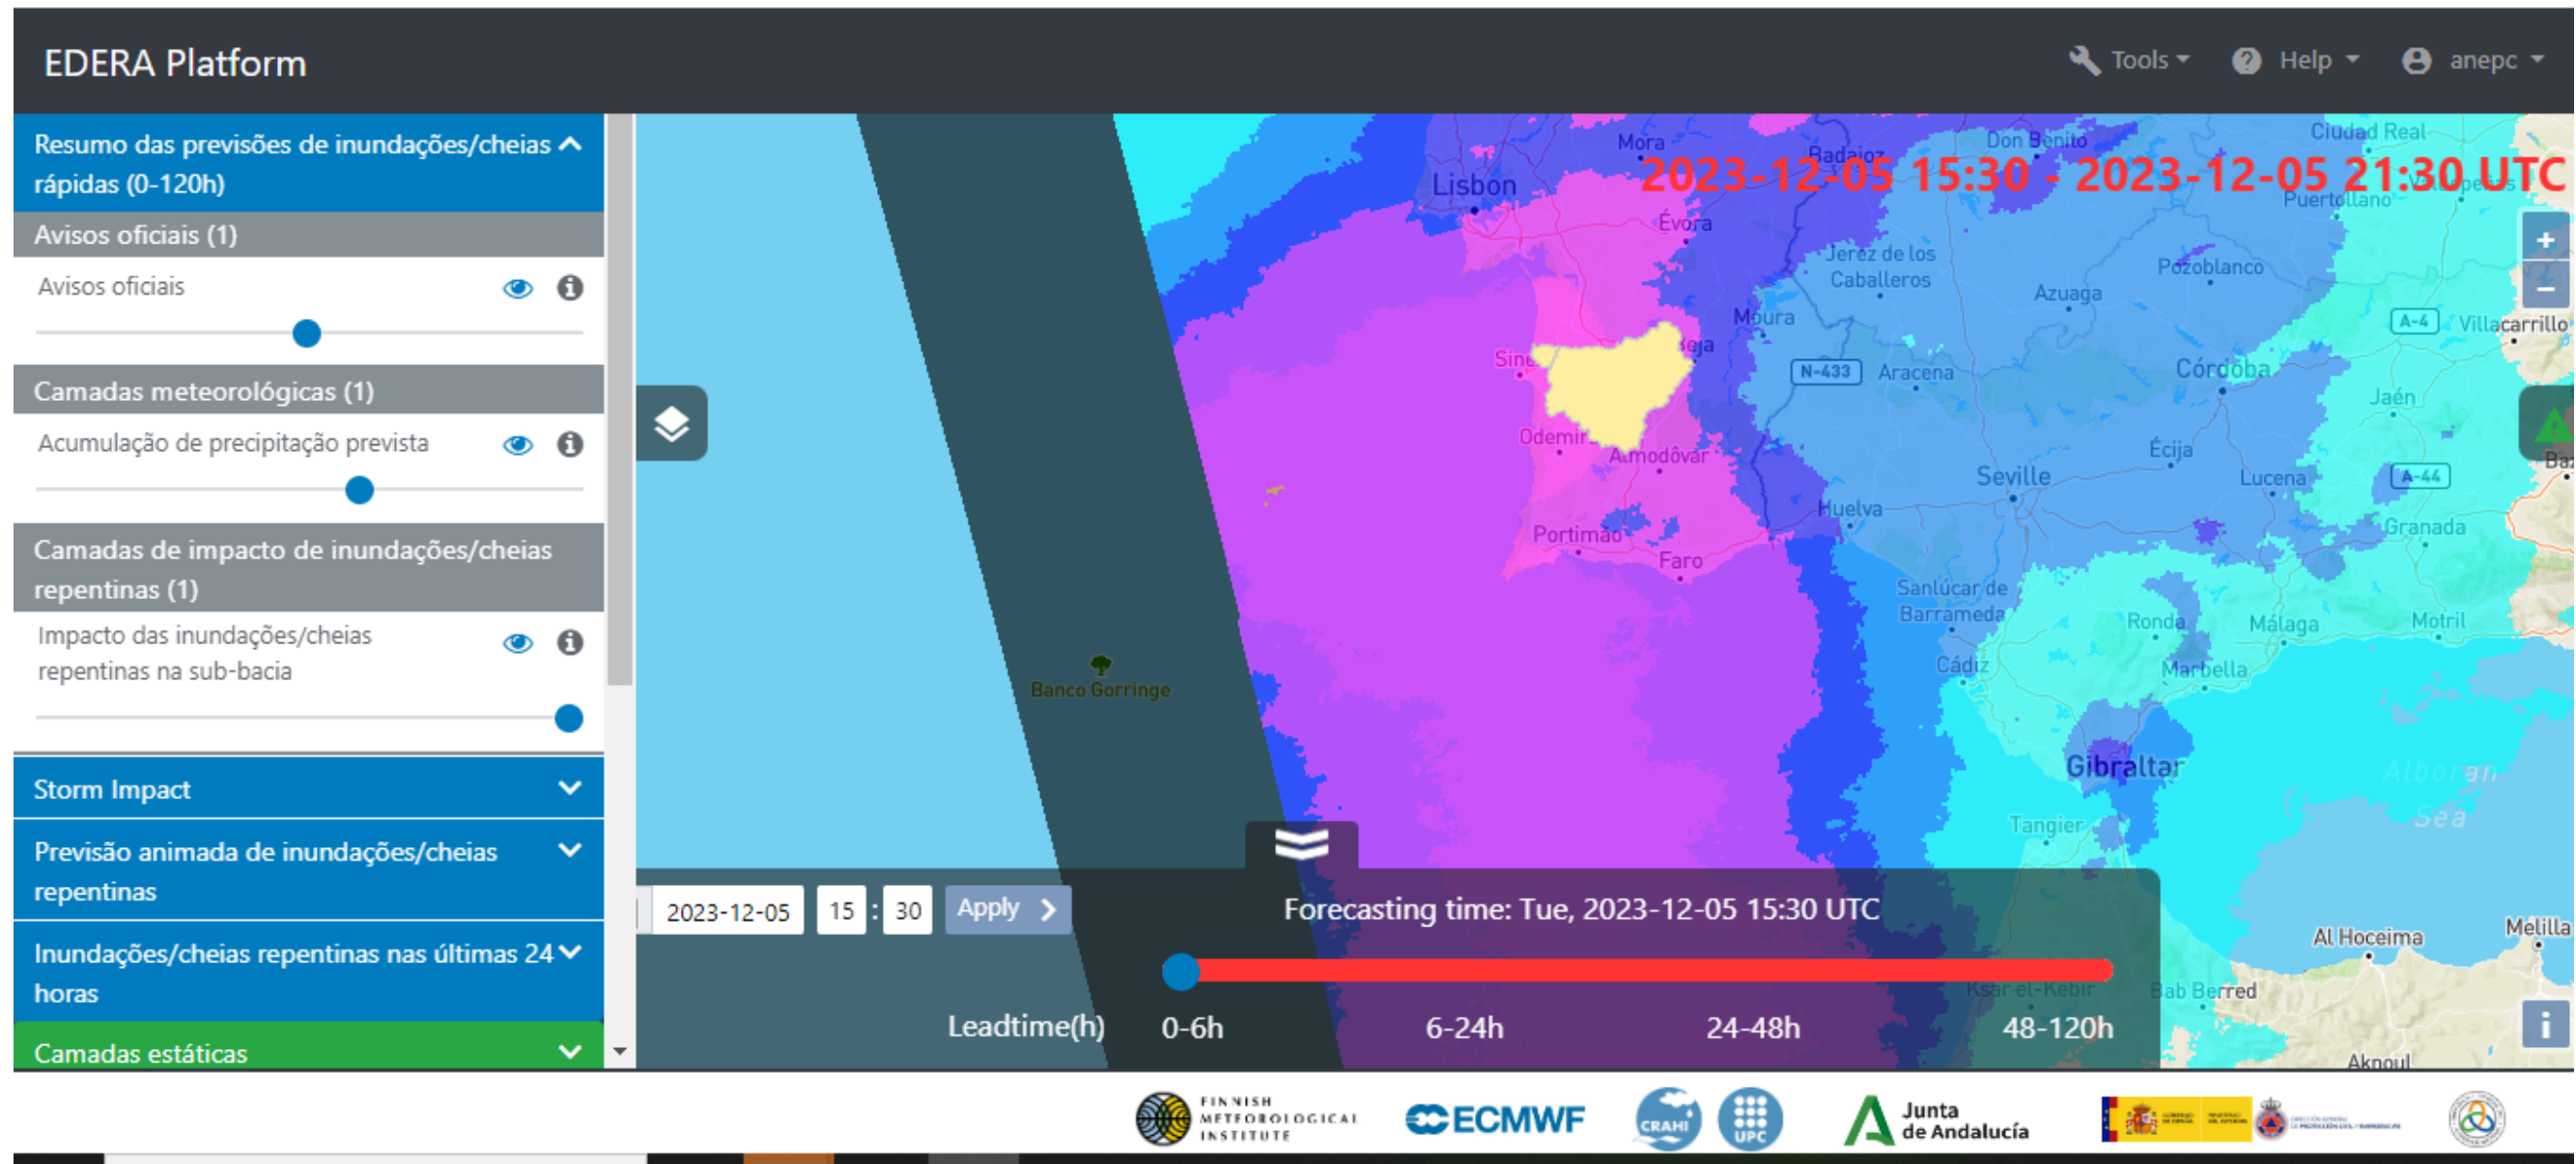 EDERA Platform
Tools
Help
anepc
Resumo das previsões de inundações/cheias
rápidas (0-120h)
Avisos oficiais (1)
Avisos oficiais
Camadas meteorológicas (1)
Acumulação de precipitação prevista
Camadas de impacto de inundações/cheias
repentinas (1)
Impacto das inundações/cheias
repentinas na sub-bacia
Storm Impact
Previsão animada de inundações/cheias
repentinas
Inundações/cheias repentinas nas últimas 24
horas
Camadas estáticas
2023-12-05 15:30 - 2023-12-05 21:30 UTC
Mora
Badajoz
Don Benito
Ciudad Real
Lisbon
Puertollano
Évora
Jerez de los
Caballeros
Pozoblanco
Azuaga
Moura
A-4
Villacarrillo
N-433
Aracena
Córdoba
Jaén
Odemir
Almodôvar
Écija
Seville
Lucena
A-44
Huelva
Granada
Portimão
Faro
Sanlúcar de
Barrameda
Ronda
Málaga
Motril
Cádiz
Marbella
Banco Gorringe
Gibraltar
Alboran
Sea
Tangier
Al Hoceima
Melilla
Ksar el-Kebir
Bab Berred
Aknoul
+
−
2023-12-05
15 : 30
Apply
Forecasting time: Tue, 2023-12-05 15:30 UTC
Leadtime(h)
0-6h
6-24h
24-48h
48-120h
FINNISH
METEOROLOGICAL
INSTITUTE
ECMWF
CRAHI
UPC
Junta
de Andalucía